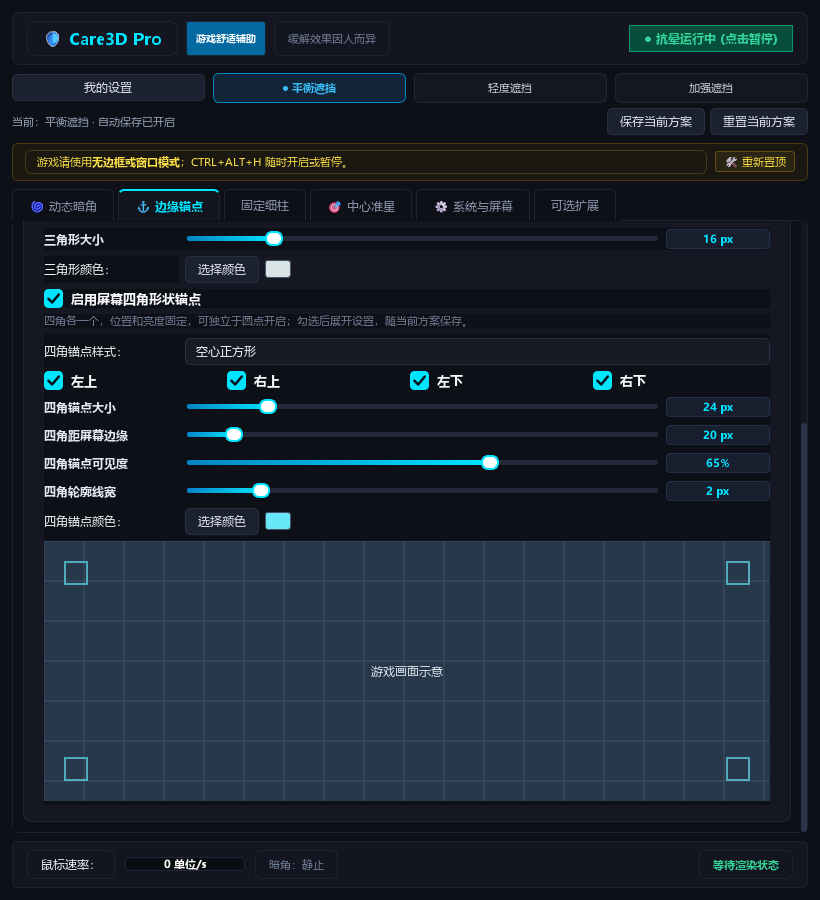 Care3D Pro 游戏舒适辅助 缓解效果因人而异 ● 抗晕运行中 (点击暂停)
我的设置 ● 平衡遮挡 轻度遮挡 加强遮挡
当前: 平衡遮挡 · 自动保存已开启 保存当前方案 重置当前方案
游戏请使用无边框或窗口模式; CTRL+ALT+H 随时开启或暂停。 重新置顶
动态暗角 边缘锚点 固定细柱 中心准星 系统与屏幕 可选扩展
三角形大小 16 px
三角形颜色: 选择颜色
启用屏幕四角形状锚点
四角各一个, 位置和亮度固定, 可独立于圆点开启; 勾选后展开设置, 随当前方案保存。
四角锚点样式: 空心正方形
左上 右上 左下 右下
四角锚点大小 24 px
四角距屏幕边缘 20 px
四角锚点可见度 65%
四角轮廓线宽 2 px
四角锚点颜色: 选择颜色
游戏画面示意
鼠标速率: 0 单位/s 暗角: 静止 等待渲染状态